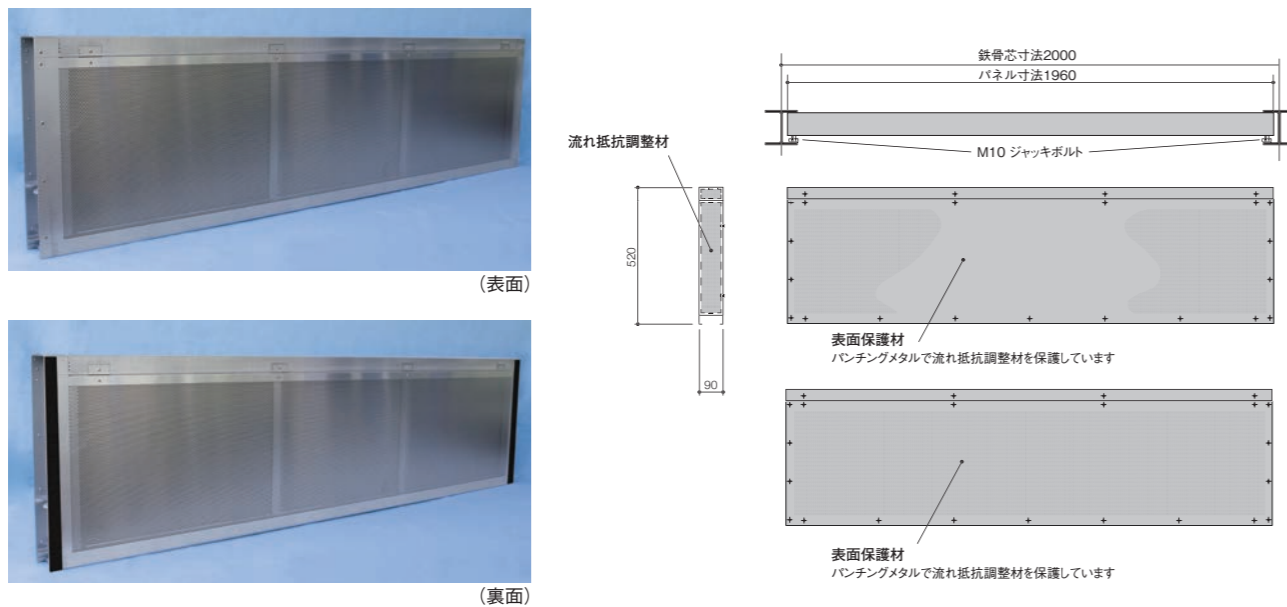 (表面)
(裏面)
鉄骨芯寸法2000
パネル寸法1960
M10 ジャッキボルト
流れ抵抗調整材
520
90
表面保護材
パンチングメタルで流れ抵抗調整材を保護しています
表面保護材
パンチングメタルで流れ抵抗調整材を保護しています